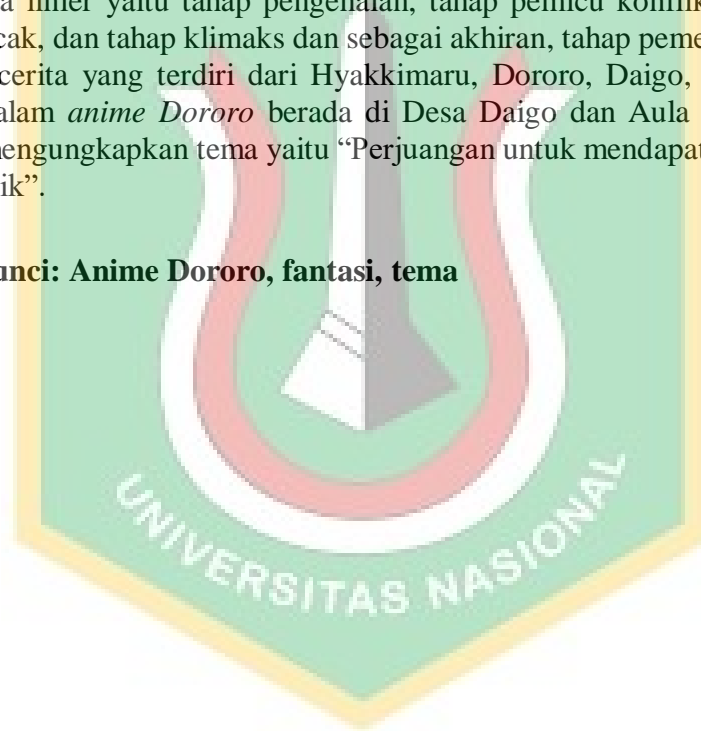 linier yaitu tahap pengenalan, tahap pemicu konflik
cak, dan tahap klimaks dan sebagai akhiran, tahap peme
cerita yang terdiri dari Hyakkimaru, Dororo, Daigo,
alam anime Dororo berada di Desa Daigo dan Aula
mengungkapkan tema yaitu “Perjuangan untuk mendapat
ik”.
unci: Anime Dororo, fantasi, tema
UNIVERSITAS NASIONAL